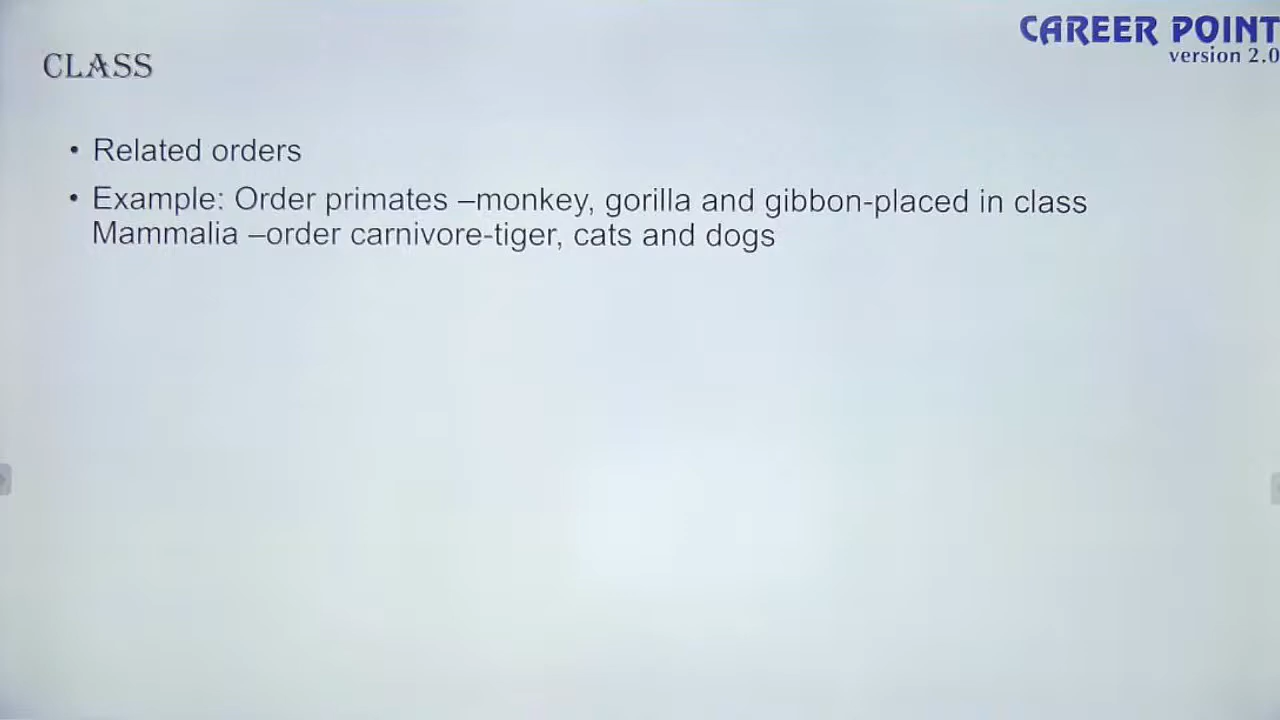 CAREER POINT
version 2.0
CLASS
• Related orders
• Example: Order primates –monkey, gorilla and gibbon-placed in class
Mammalia –order carnivore-tiger, cats and dogs